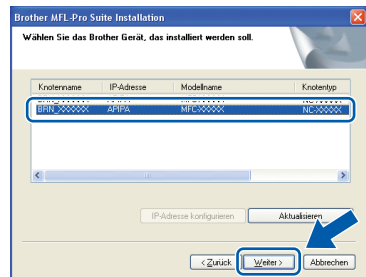 Brother MFL-Pro Suite Installation
Wählen Sie das Brother Gerät, das installiert werden soll.
Knotenname IP-Adresse Modellname Knotentyp
BRN_XXXXXX APIPA MFC-XXXXX NC-XXXXX
IP-Adresse konfigurieren Aktualisieren
< Zurück Weiter > Abbrechen